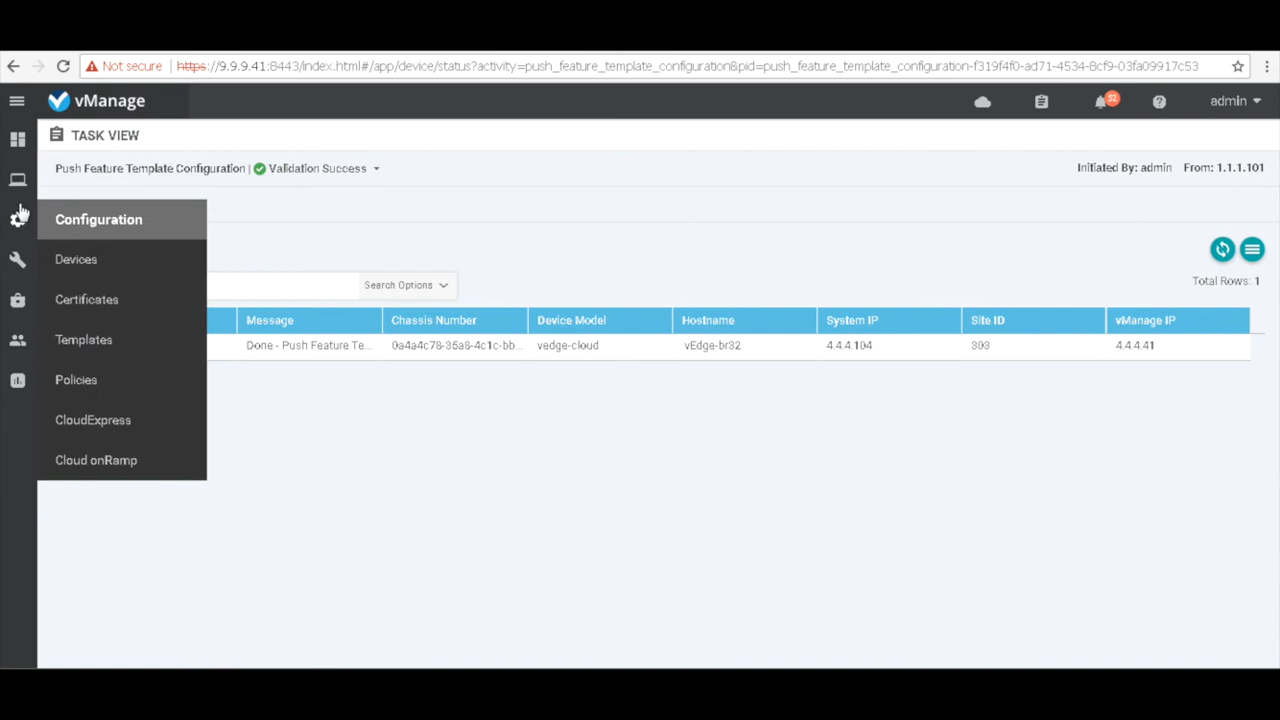 Not secure https://9.9.9.41:8443/index.html#/app/device/status?activity=push_feature_template_configuration&pid=push_feature_template_configuration-f319f4f0-ad71-4534-8cf9-03fa09917c53
vManage 52 admin
TASK VIEW
Push Feature Template Configuration | Validation Success Initiated By: admin From: 1.1.1.101
Configuration
Devices
Certificates
Templates
Policies
CloudExpress
Cloud onRamp
Search Options
Total Rows: 1
Message Chassis Number Device Model Hostname System IP Site ID vManage IP
Done - Push Feature Te... 0a4a4c78-35a8-4c1c-bb... vedge-cloud vEdge-br32 4.4.4.104 303 4.4.4.41